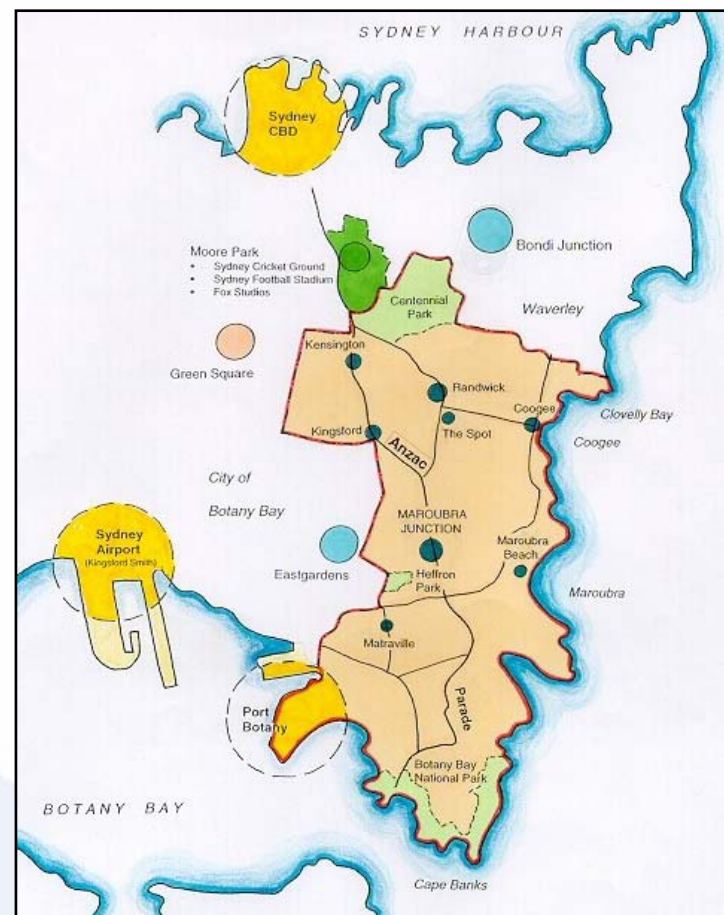 SYDNEY HARBOUR
Sydney
CBD
Moore Park
• Sydney Cricket Ground
• Sydney Football Stadium
• Fox Studios
Bondi Junction
Centennial
Park
Waverley
Green Square
Kensington
Randwick
Coogee
Clovelly Bay
Kingsford
The Spot
Coogee
Anzac
City of
Botany Bay
MAROUBRA
JUNCTION
Sydney
Airport
(Kingsford Smith)
Maroubra
Beach
Eastgardens
Heffron
Park
Maroubra
Matraville
Parade
Port
Botany
Botany Bay
National Park
BOTANY BAY
Cape Banks